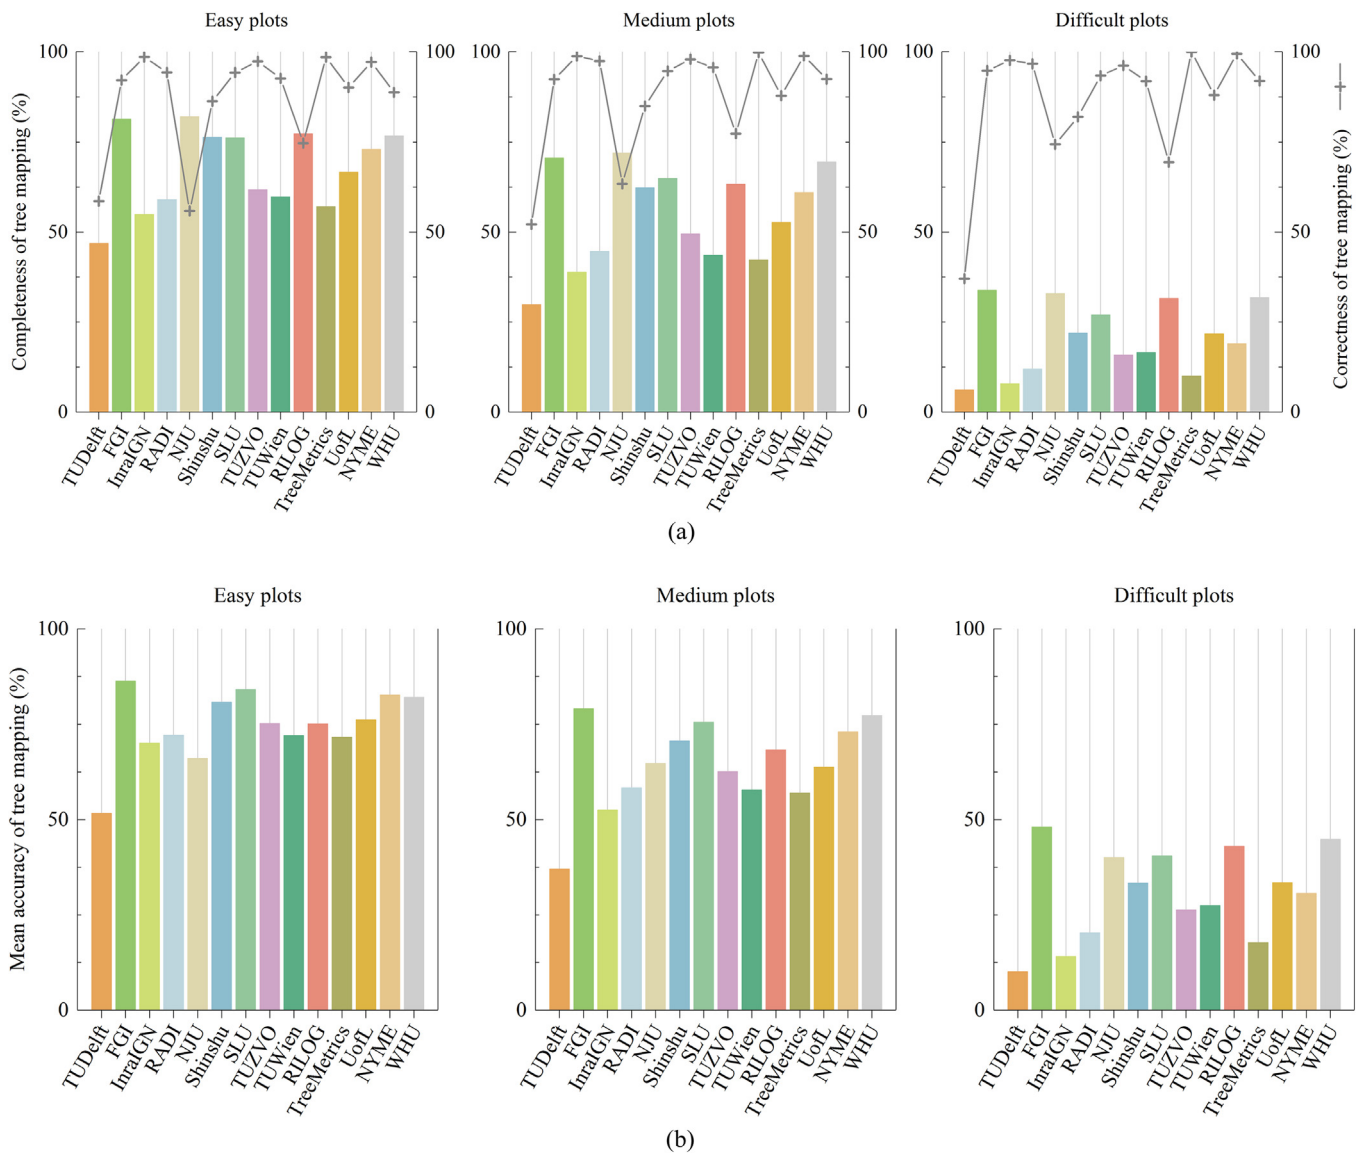 Easy plots
Medium plots
Difficult plots
Completeness of tree mapping (%)
100
50
0
100
50
0
100
50
0
100
50
0
100
50
0
100
50
0
Correctness of tree mapping (%)
TUDelft
FGI
InraIGN
RADI
NJU
Shinshu
SLU
TUZVO
TUWien
RILOG
TreeMetrics
UofL
NYME
WHU
TUDelft
FGI
InraIGN
RADI
NJU
Shinshu
SLU
TUZVO
TUWien
RILOG
TreeMetrics
UofL
NYME
WHU
TUDelft
FGI
InraIGN
RADI
NJU
Shinshu
SLU
TUZVO
TUWien
RILOG
TreeMetrics
UofL
NYME
WHU
(a)
Easy plots
Medium plots
Difficult plots
Mean accuracy of tree mapping (%)
100
50
0
100
50
0
100
50
0
TUDelft
FGI
InraIGN
RADI
NJU
Shinshu
SLU
TUZVO
TUWien
RILOG
TreeMetrics
UofL
NYME
WHU
TUDelft
FGI
InraIGN
RADI
NJU
Shinshu
SLU
TUZVO
TUWien
RILOG
TreeMetrics
UofL
NYME
WHU
TUDelft
FGI
InraIGN
RADI
NJU
Shinshu
SLU
TUZVO
TUWien
RILOG
TreeMetrics
UofL
NYME
WHU
(b)